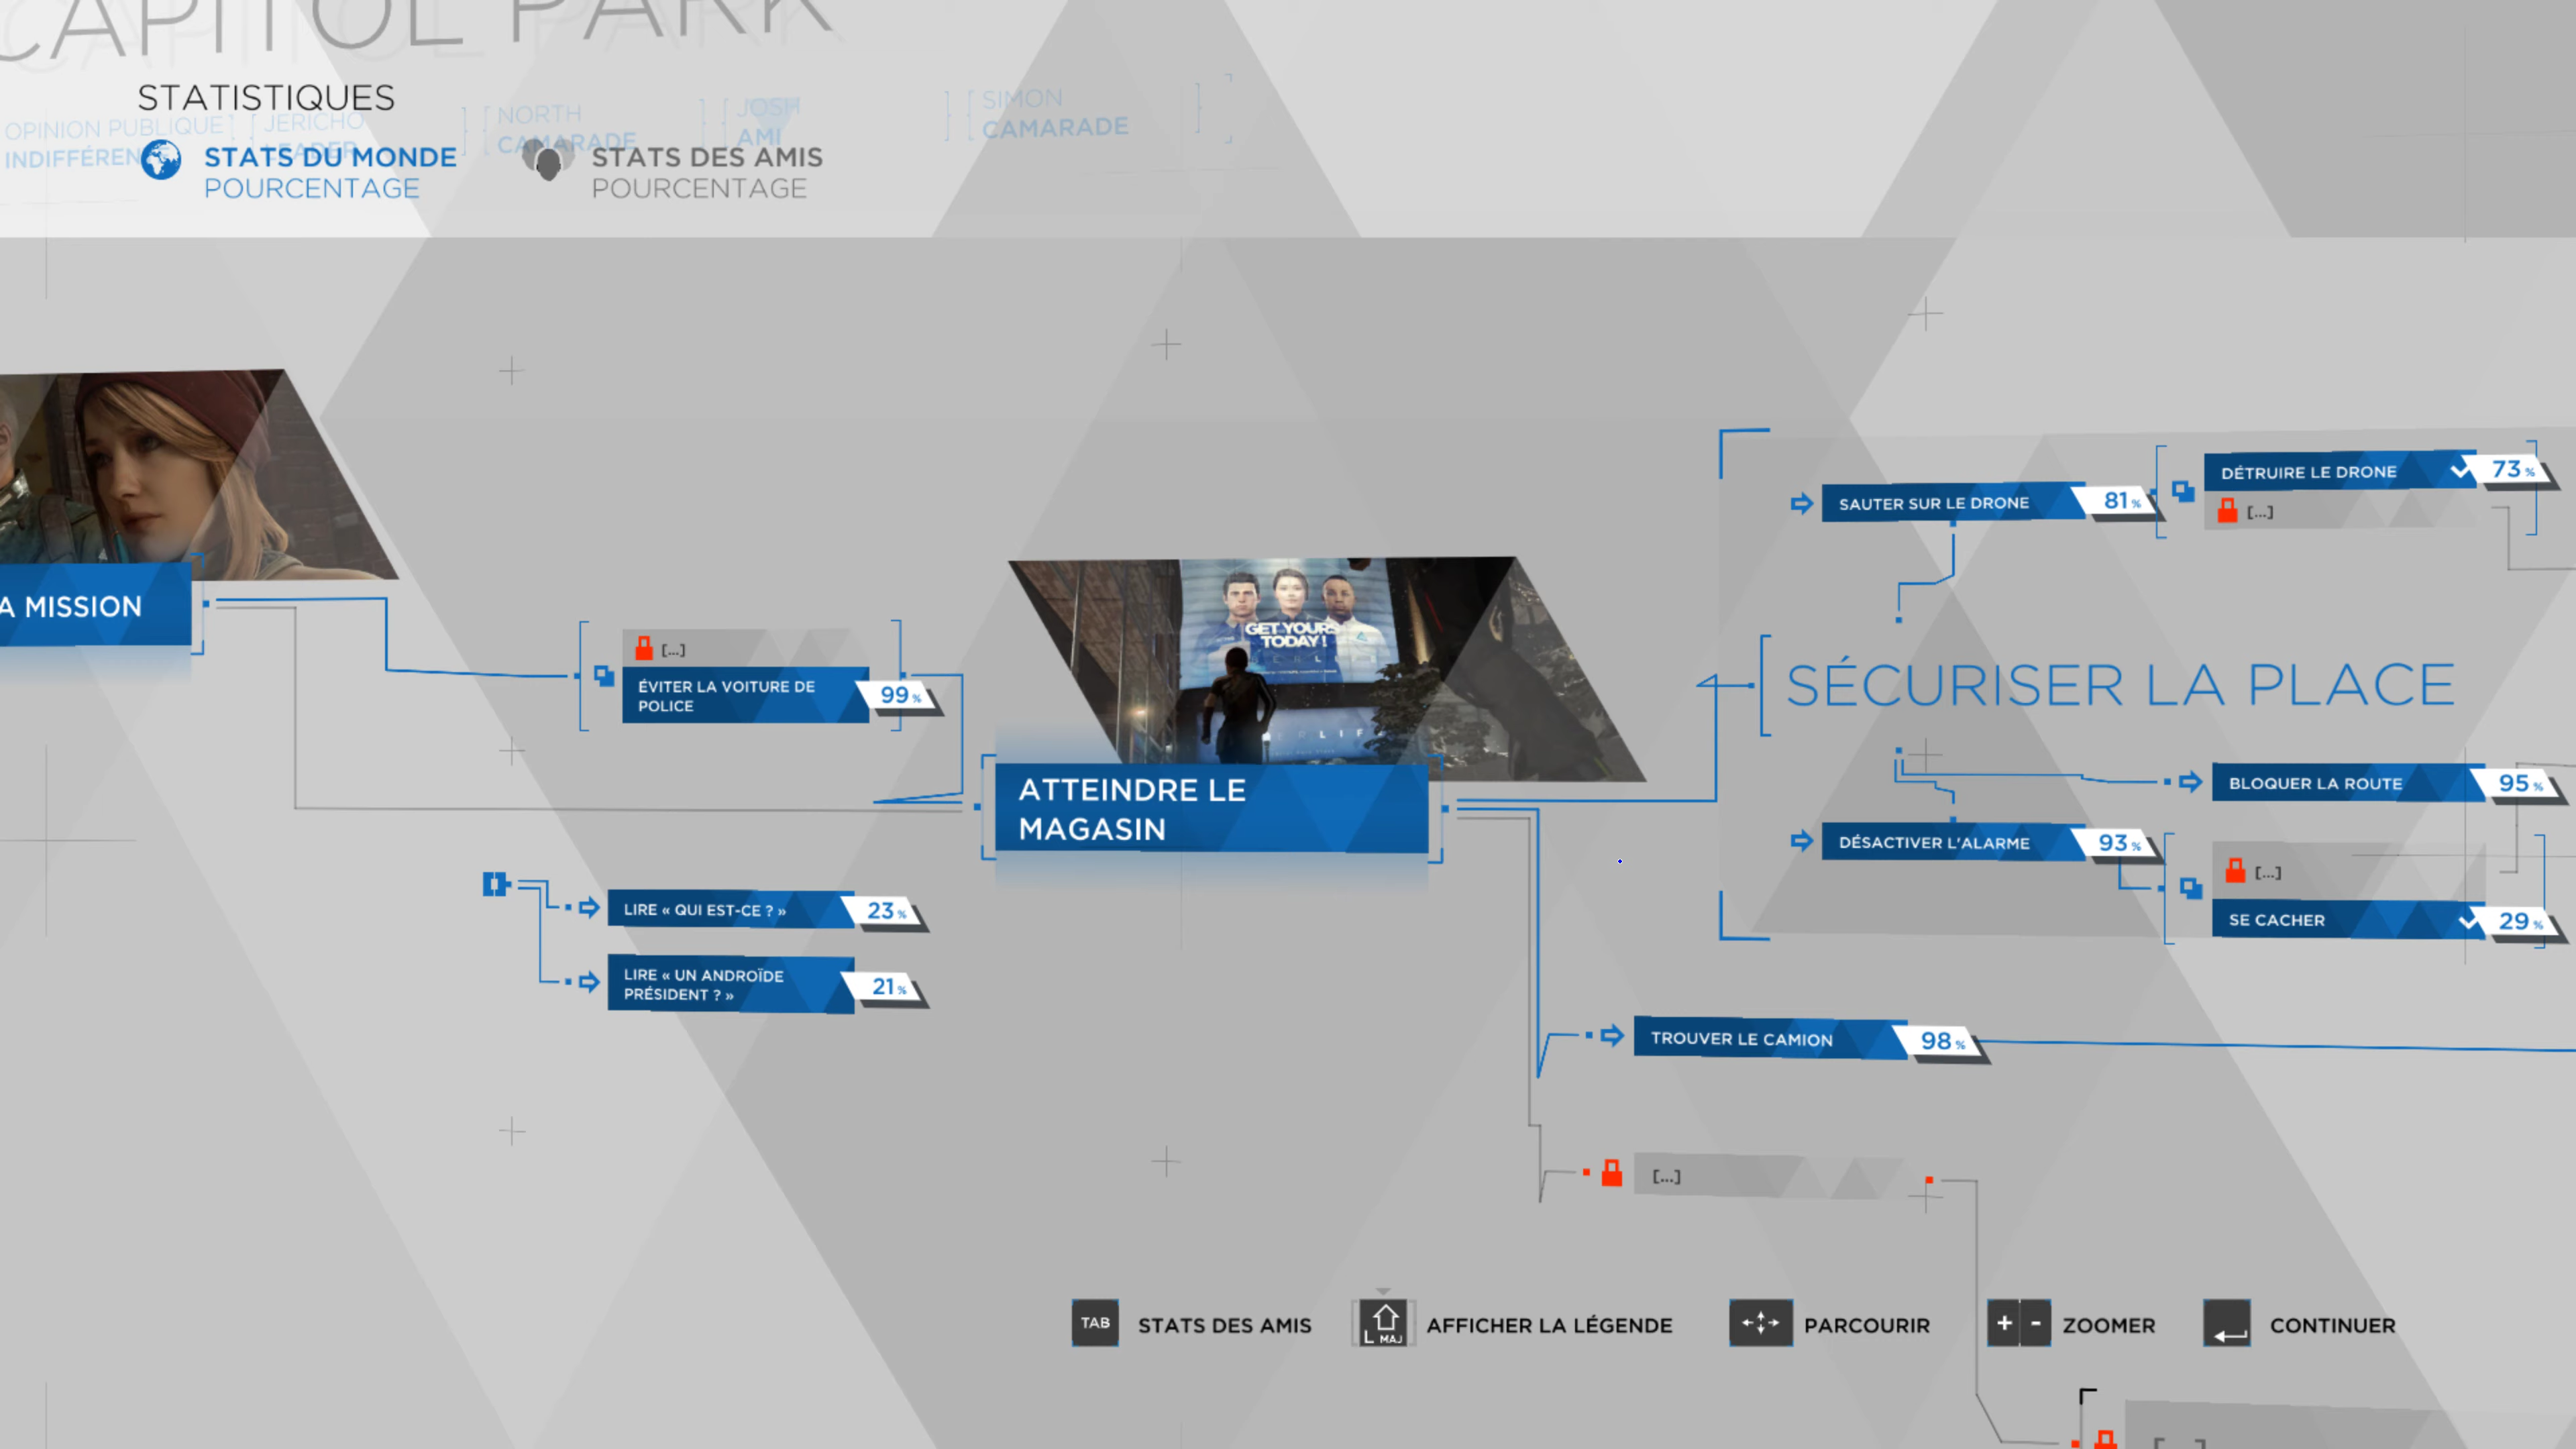 CAPITOL PARK
STATISTIQUES
OPINION PUBLIQUE
INDIFFÉREN
JERICHO
LEADER
NORTH
CAMARADE
JOSH
AMI
SIMON
CAMARADE
STATS DU MONDE
POURCENTAGE
STATS DES AMIS
POURCENTAGE
A MISSION
[...]
ÉVITER LA VOITURE DE
POLICE
99 %
LIRE « QUI EST-CE ? »
23 %
LIRE « UN ANDROÏDE
PRÉSIDENT ? »
21 %
GET YOURS
TODAY !
ATTEINDRE LE
MAGASIN
SAUTER SUR LE DRONE
81 %
DÉTRUIRE LE DRONE
73 %
[...]
SÉCURISER LA PLACE
BLOQUER LA ROUTE
95 %
DÉSACTIVER L'ALARME
93 %
[...]
SE CACHER
29 %
TROUVER LE CAMION
98 %
[...]
TAB
STATS DES AMIS
L MAJ
AFFICHER LA LÉGENDE
PARCOURIR
+ -
ZOOMER
CONTINUER